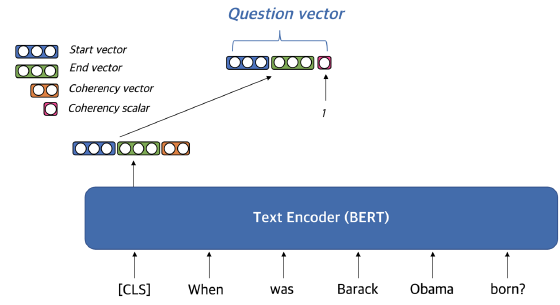 Question vector
Start vector
End vector
Coherency vector
Coherency scalar
1
Text Encoder (BERT)
[CLS] When was Barack Obama born?